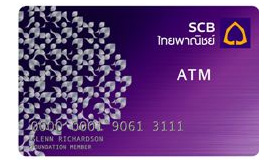 SCB
ไทยพาณิชย์
ATM
0000 0001 9061 3111
GLENN RICHARDSON
FOUNDATION MEMBER